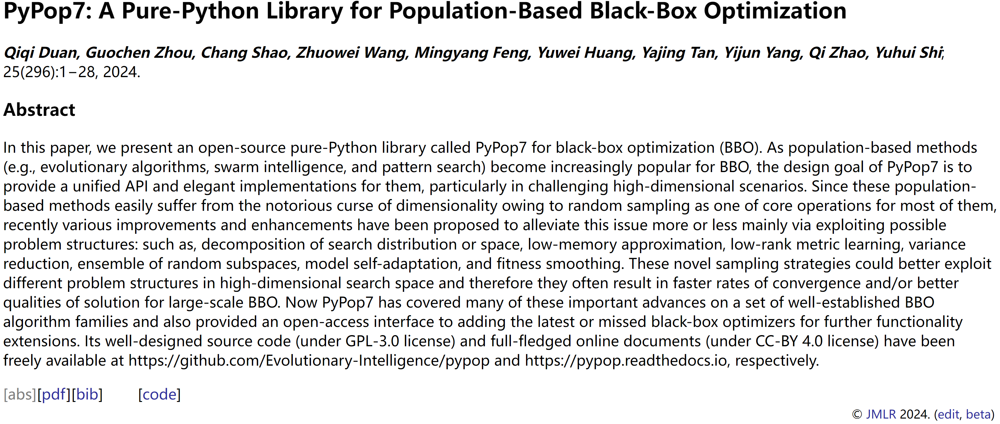 PyPop7: A Pure-Python Library for Population-Based Black-Box Optimization
Qiqi Duan, Guochen Zhou, Chang Shao, Zhuowei Wang, Mingyang Feng, Yuwei Huang, Yajing Tan, Yijun Yang, Qi Zhao, Yuhui Shi;
25(296):1−28, 2024.
Abstract
In this paper, we present an open-source pure-Python library called PyPop7 for black-box optimization (BBO). As population-based methods
(e.g., evolutionary algorithms, swarm intelligence, and pattern search) become increasingly popular for BBO, the design goal of PyPop7 is to
provide a unified API and elegant implementations for them, particularly in challenging high-dimensional scenarios. Since these population-
based methods easily suffer from the notorious curse of dimensionality owing to random sampling as one of core operations for most of them,
recently various improvements and enhancements have been proposed to alleviate this issue more or less mainly via exploiting possible
problem structures: such as, decomposition of search distribution or space, low-memory approximation, low-rank metric learning, variance
reduction, ensemble of random subspaces, model self-adaptation, and fitness smoothing. These novel sampling strategies could better exploit
different problem structures in high-dimensional search space and therefore they often result in faster rates of convergence and/or better
qualities of solution for large-scale BBO. Now PyPop7 has covered many of these important advances on a set of well-established BBO
algorithm families and also provided an open-access interface to adding the latest or missed black-box optimizers for further functionality
extensions. Its well-designed source code (under GPL-3.0 license) and full-fledged online documents (under CC-BY 4.0 license) have been
freely available at https://github.com/Evolutionary-Intelligence/pypop and https://pypop.readthedocs.io, respectively.
[abs][pdf][bib] [code]
© JMLR 2024. (edit, beta)